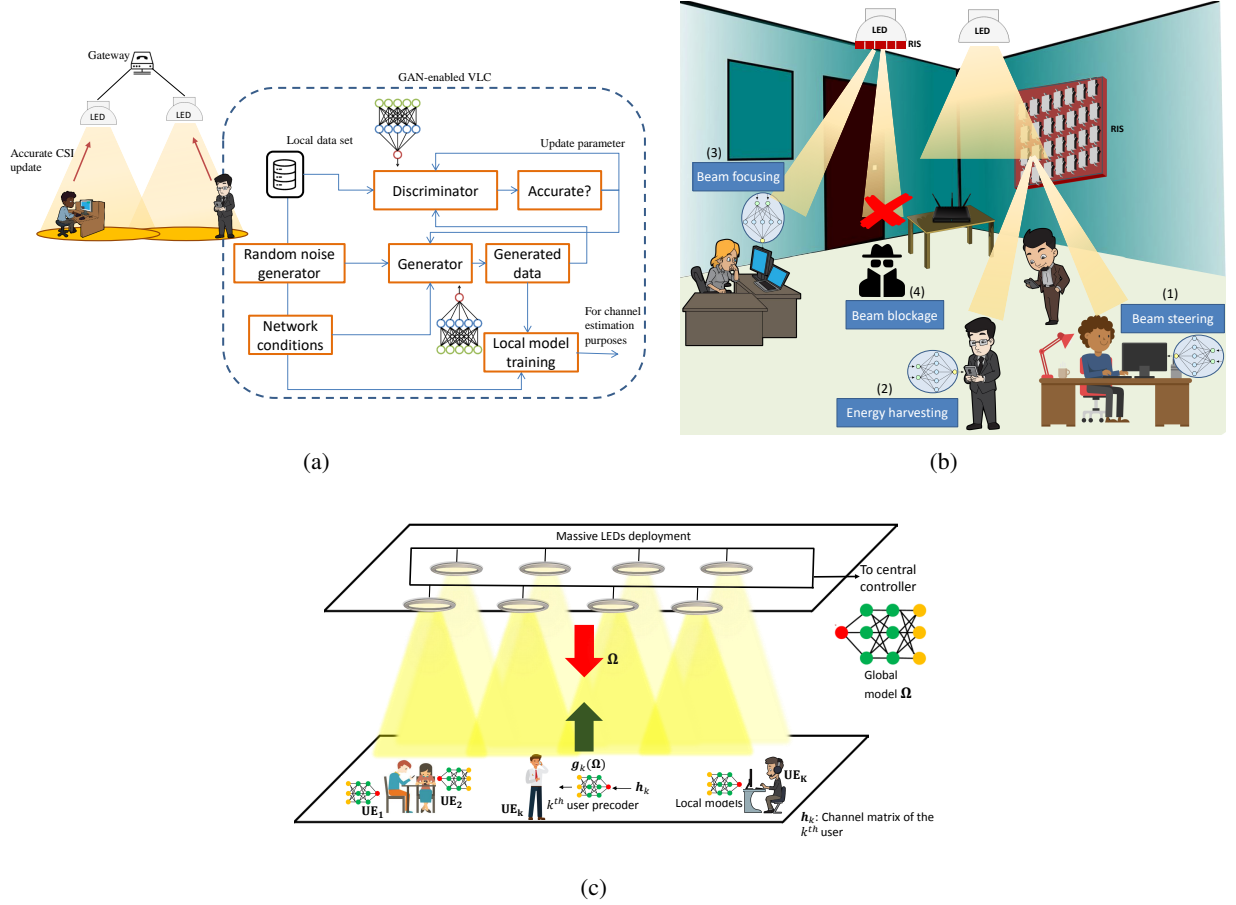 Gateway
LED
LED
Accurate CSI
update
GAN-enabled VLC
Local data set
Update parameter
Discriminator
Accurate?
Random noise
generator
Generator
Generated
data
Network
conditions
Local model
training
For channel
estimation
purposes
(a)
LED
RIS
LED
RIS
(3)
Beam focusing
(4)
Beam blockage
(1)
Beam steering
(2)
Energy harvesting
(b)
Massive LEDs deployment
To central
controller
Ω
Global
model Ω
g_k(Ω)
UE_1
UE_2
UE_k
k^th user precoder
h_k
Local models
UE_K
h_k: Channel matrix of the
k^th user
(c)